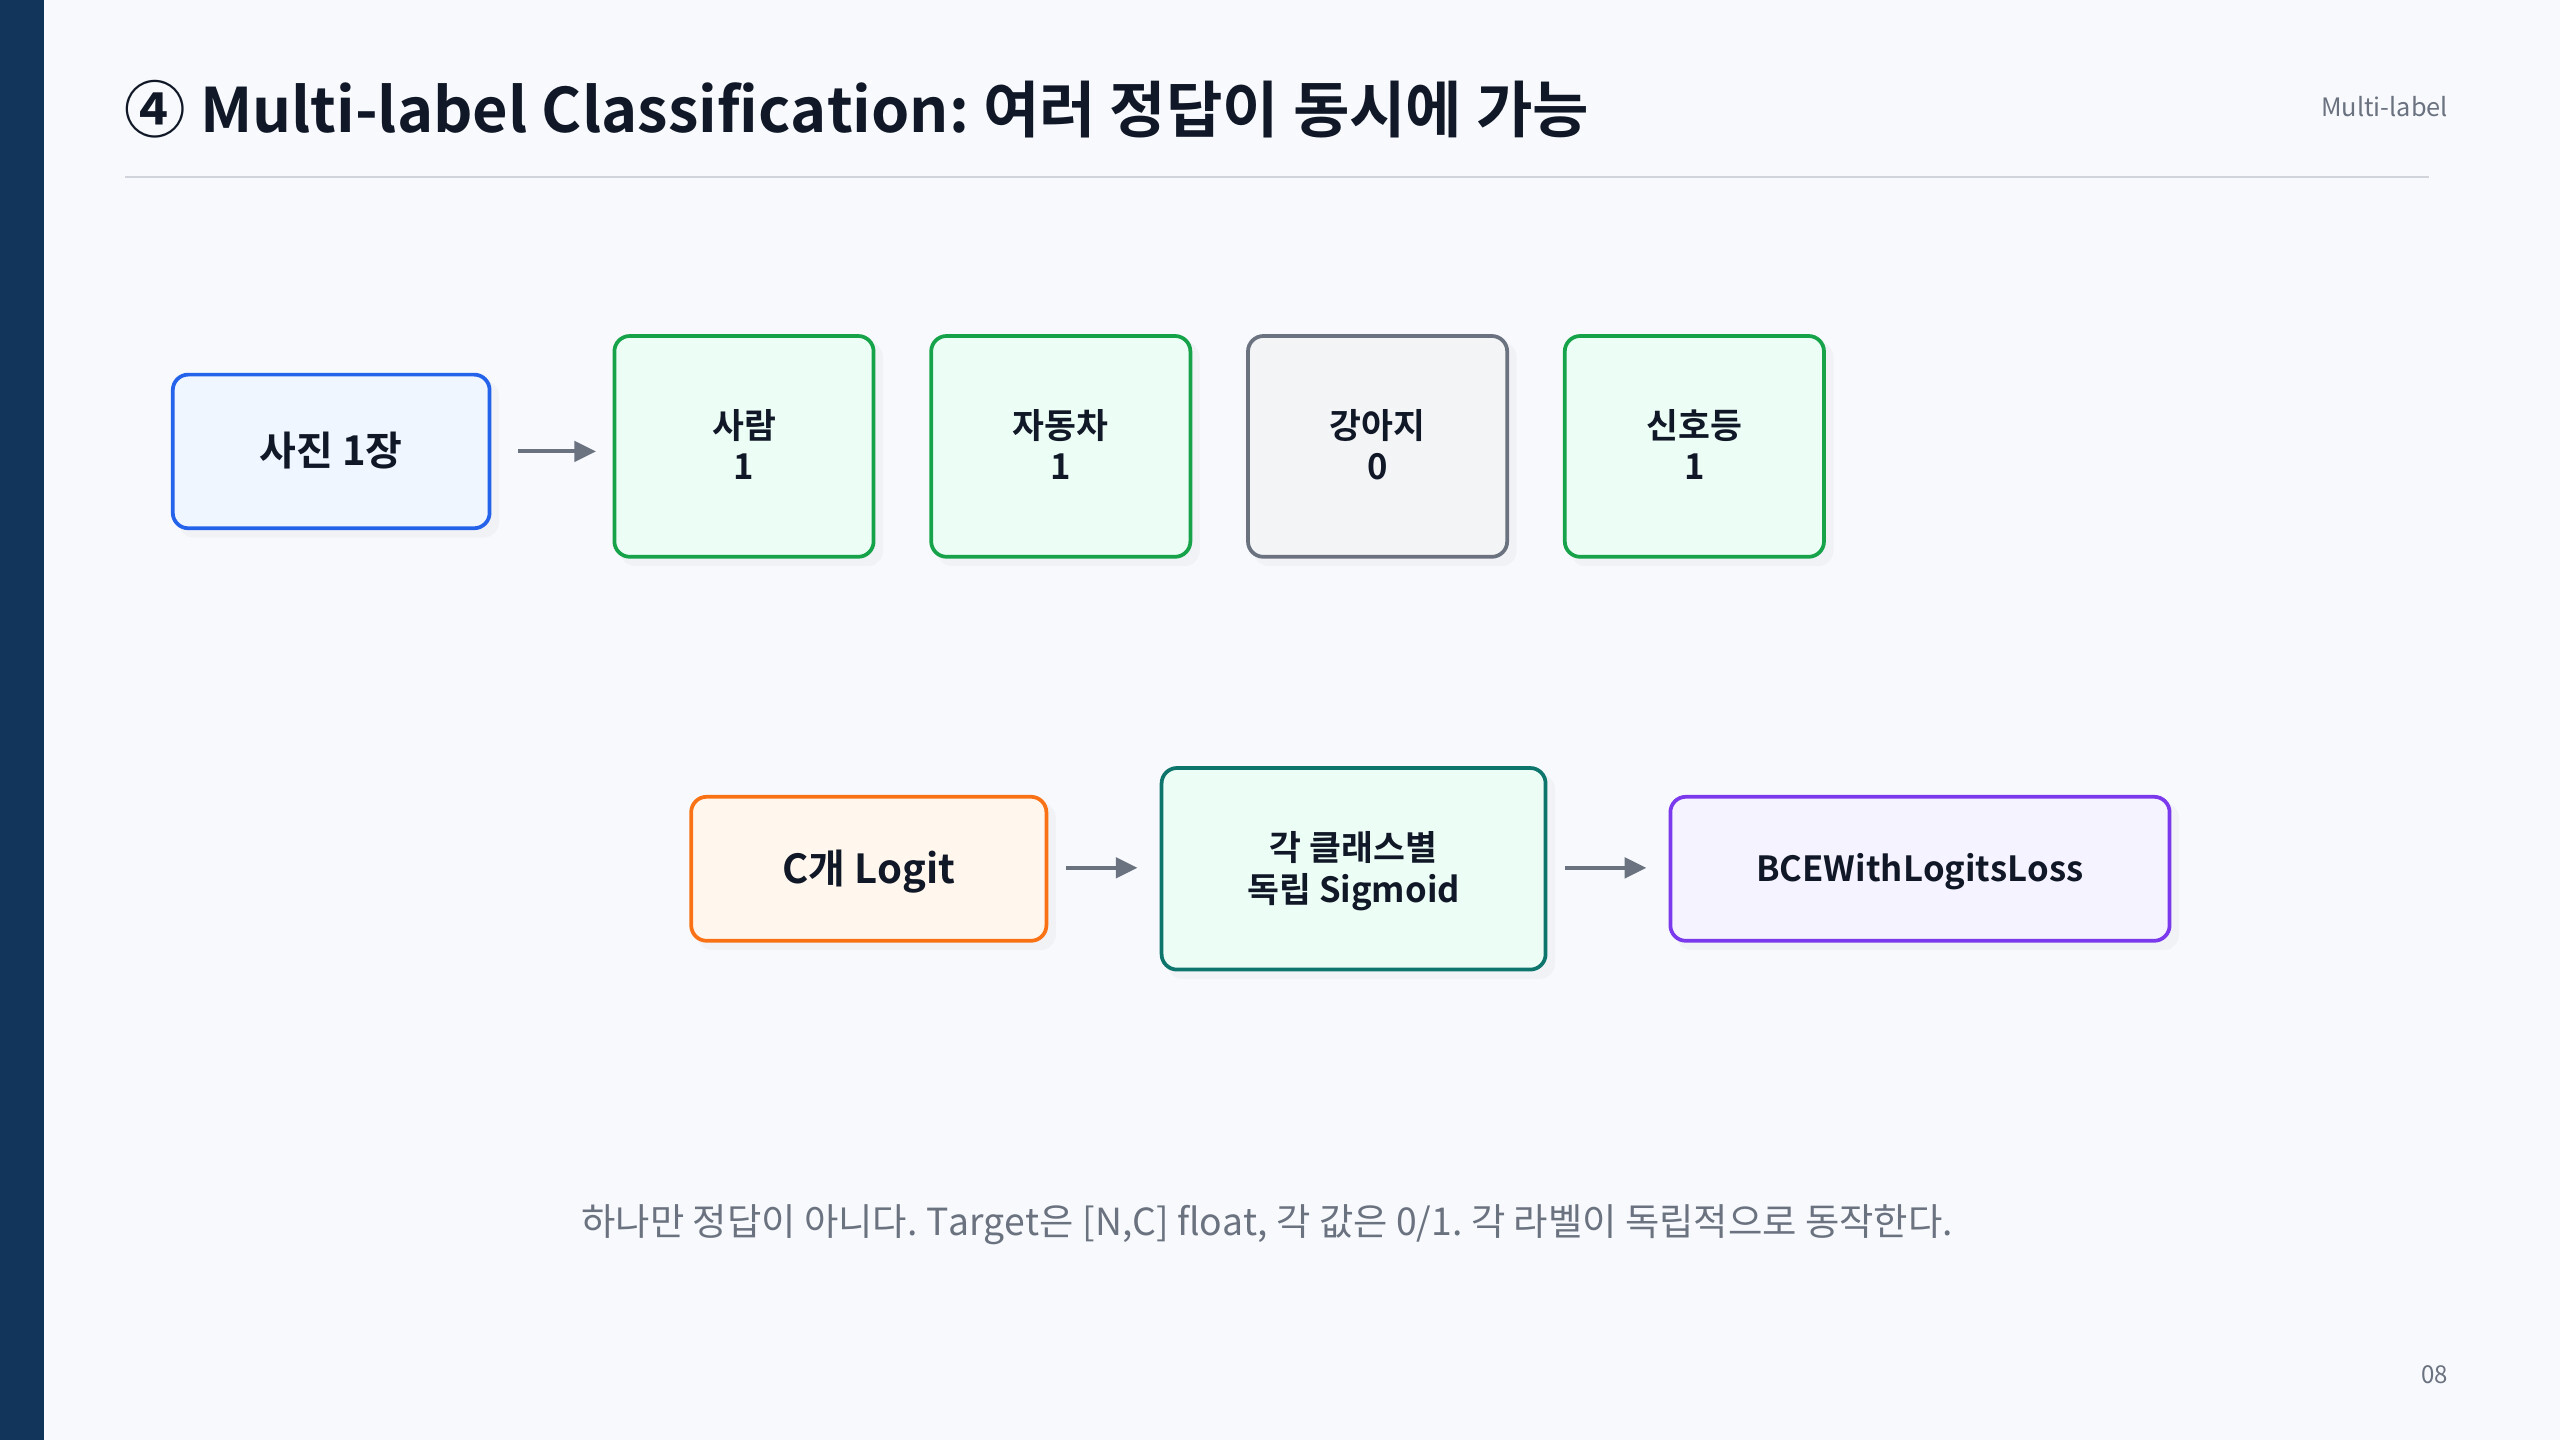 ④ Multi-label Classification: 여러 정답이 동시에 가능
Multi-label
사진 1장
사람
1
자동차
1
강아지
0
신호등
1
C개 Logit
각 클래스별
독립 Sigmoid
BCEWithLogitsLoss
하나만 정답이 아니다. Target은 [N,C] float, 각 값은 0/1. 각 라벨이 독립적으로 동작한다.
08